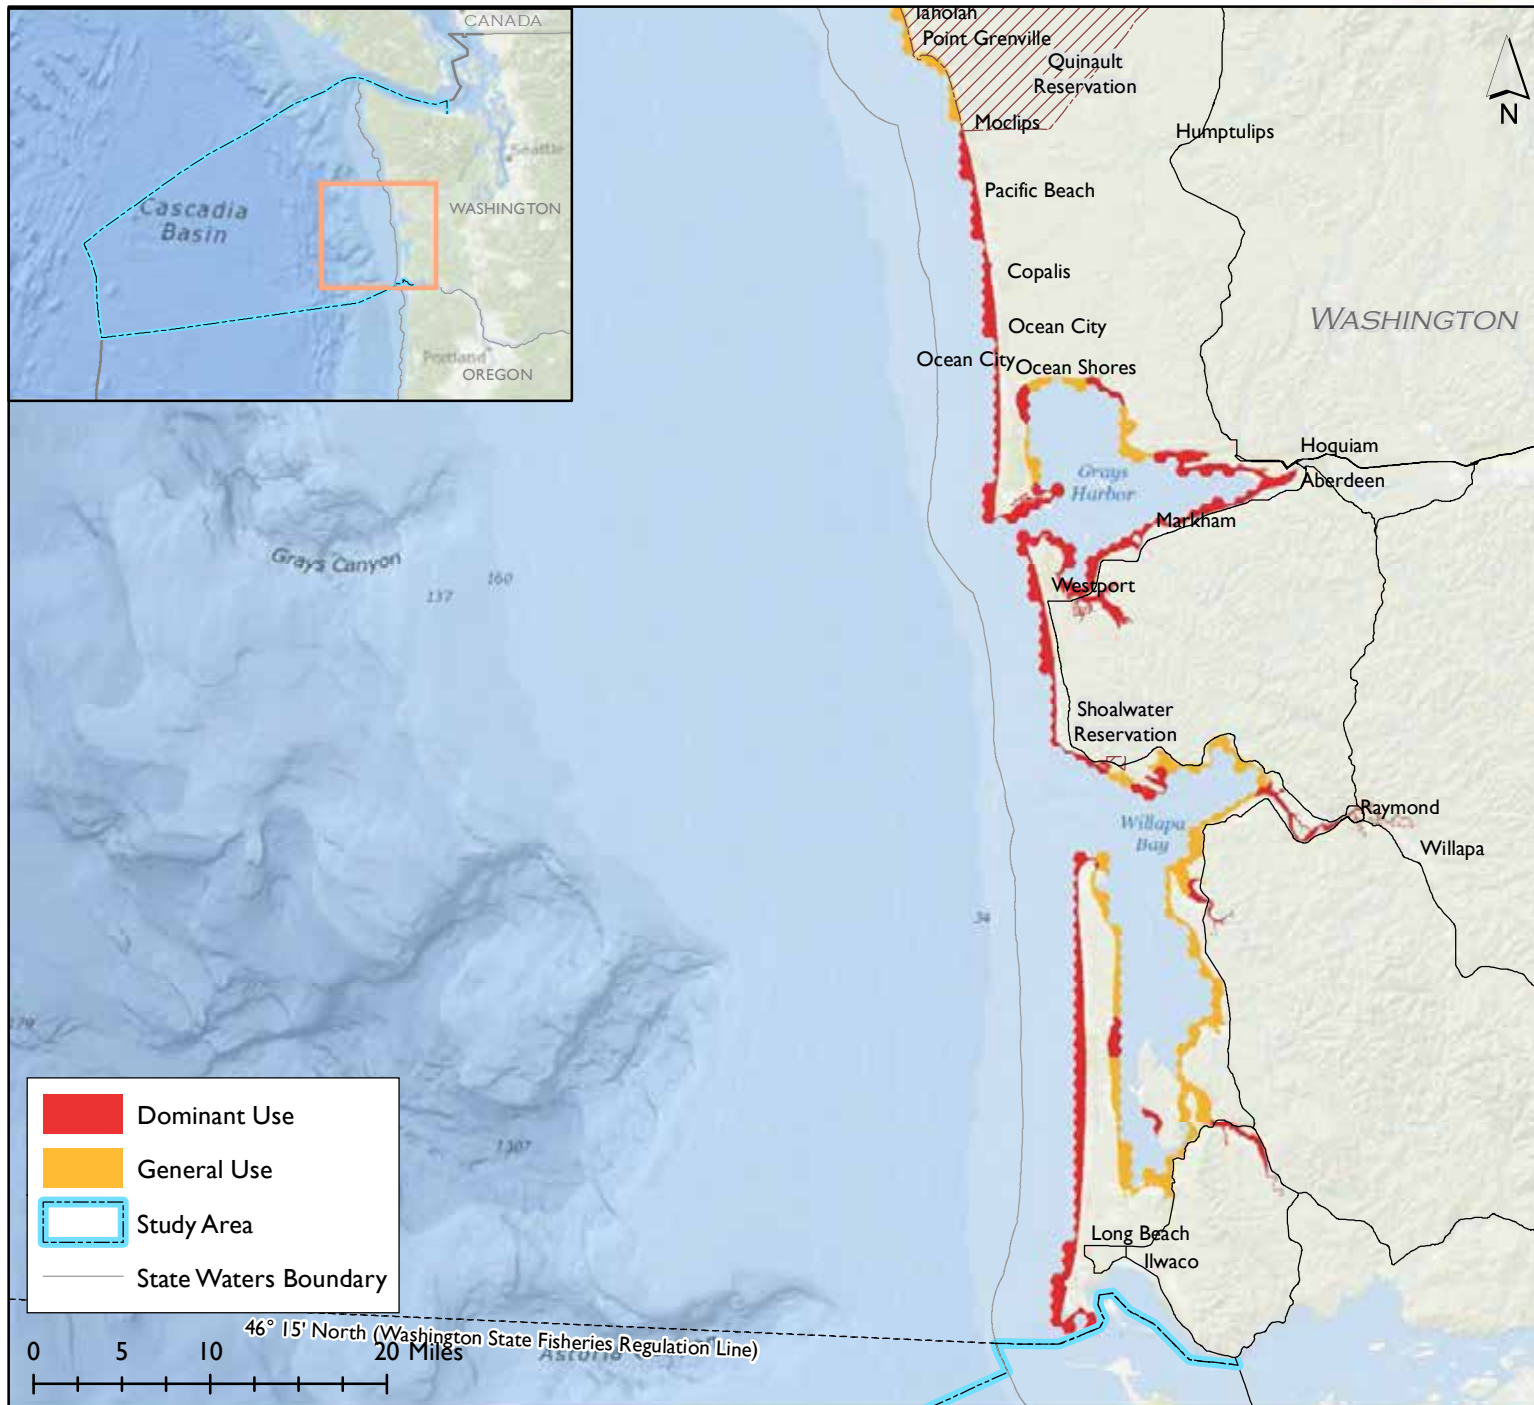 CANADA
Seattle
WASHINGTON
Cascadia
Basin
Portland
OREGON
Taholah
Point Grenville
Quinault
Reservation
Moclips
Humptulips
N
Pacific Beach
Copalis
WASHINGTON
Ocean City
Ocean City
Ocean Shores
Hoquiam
Grays
Harbor
Aberdeen
Markham
Grays Canyon
160
137
Westport
Shoalwater
Reservation
Raymond
Willapa
Bay
Willapa
34
Dominant Use
General Use
Study Area
State Waters Boundary
1307
Long Beach
Ilwaco
46° 15' North (Washington State Fisheries Regulation Line)
0 5 10 20 Miles